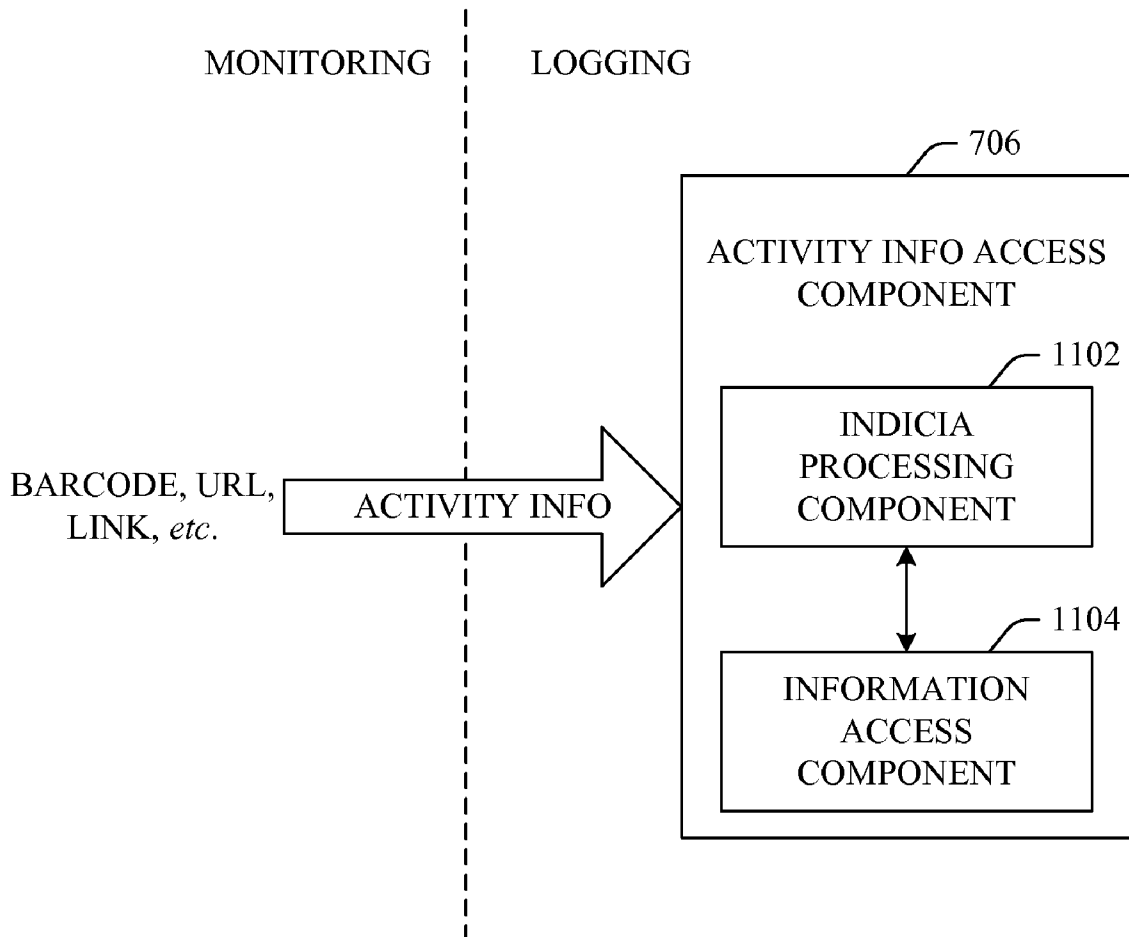 MONITORING
LOGGING
706
ACTIVITY INFO ACCESS
COMPONENT
1102
INDICIA
PROCESSING
COMPONENT
BARCODE, URL,
LINK, etc.
ACTIVITY INFO
1104
INFORMATION
ACCESS
COMPONENT